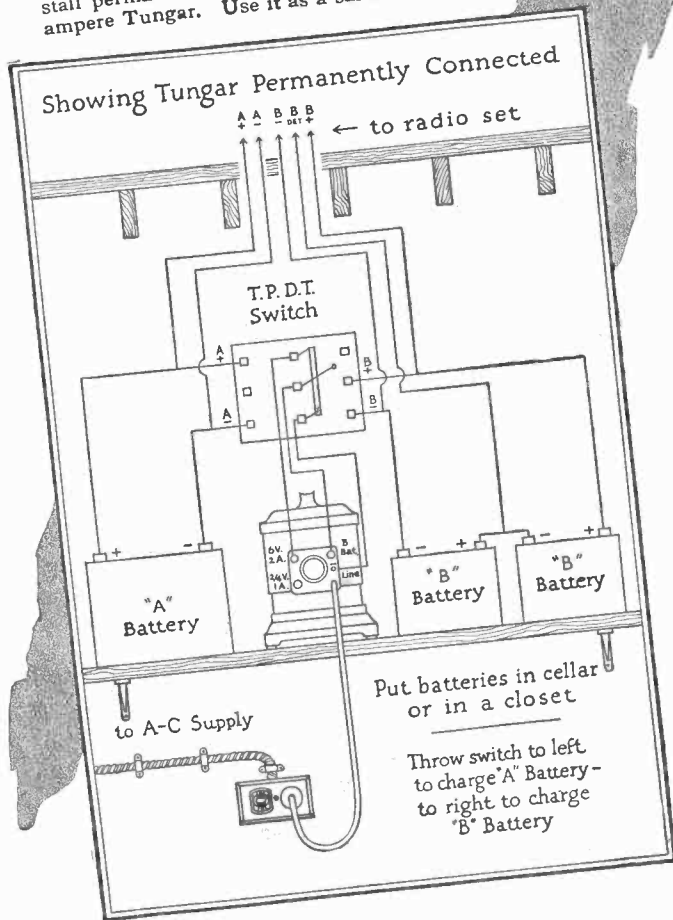 stall
ampere Tungar. Use it as a
Showing Tungar Permanently Connected
A A B B B
+ - - DET +
← to radio set
T.P.D.T.
Switch
A
+
B
+
A
-
B
-
6V.
2A.
24V.
1A.
B
Bat.
Line
+ -
"A"
Battery
- +
"B"
Battery
- +
"B"
Battery
to A-C Supply
Put batteries in cellar
or in a closet
Throw switch to left
to charge "A" Battery-
to right to charge
"B" Battery